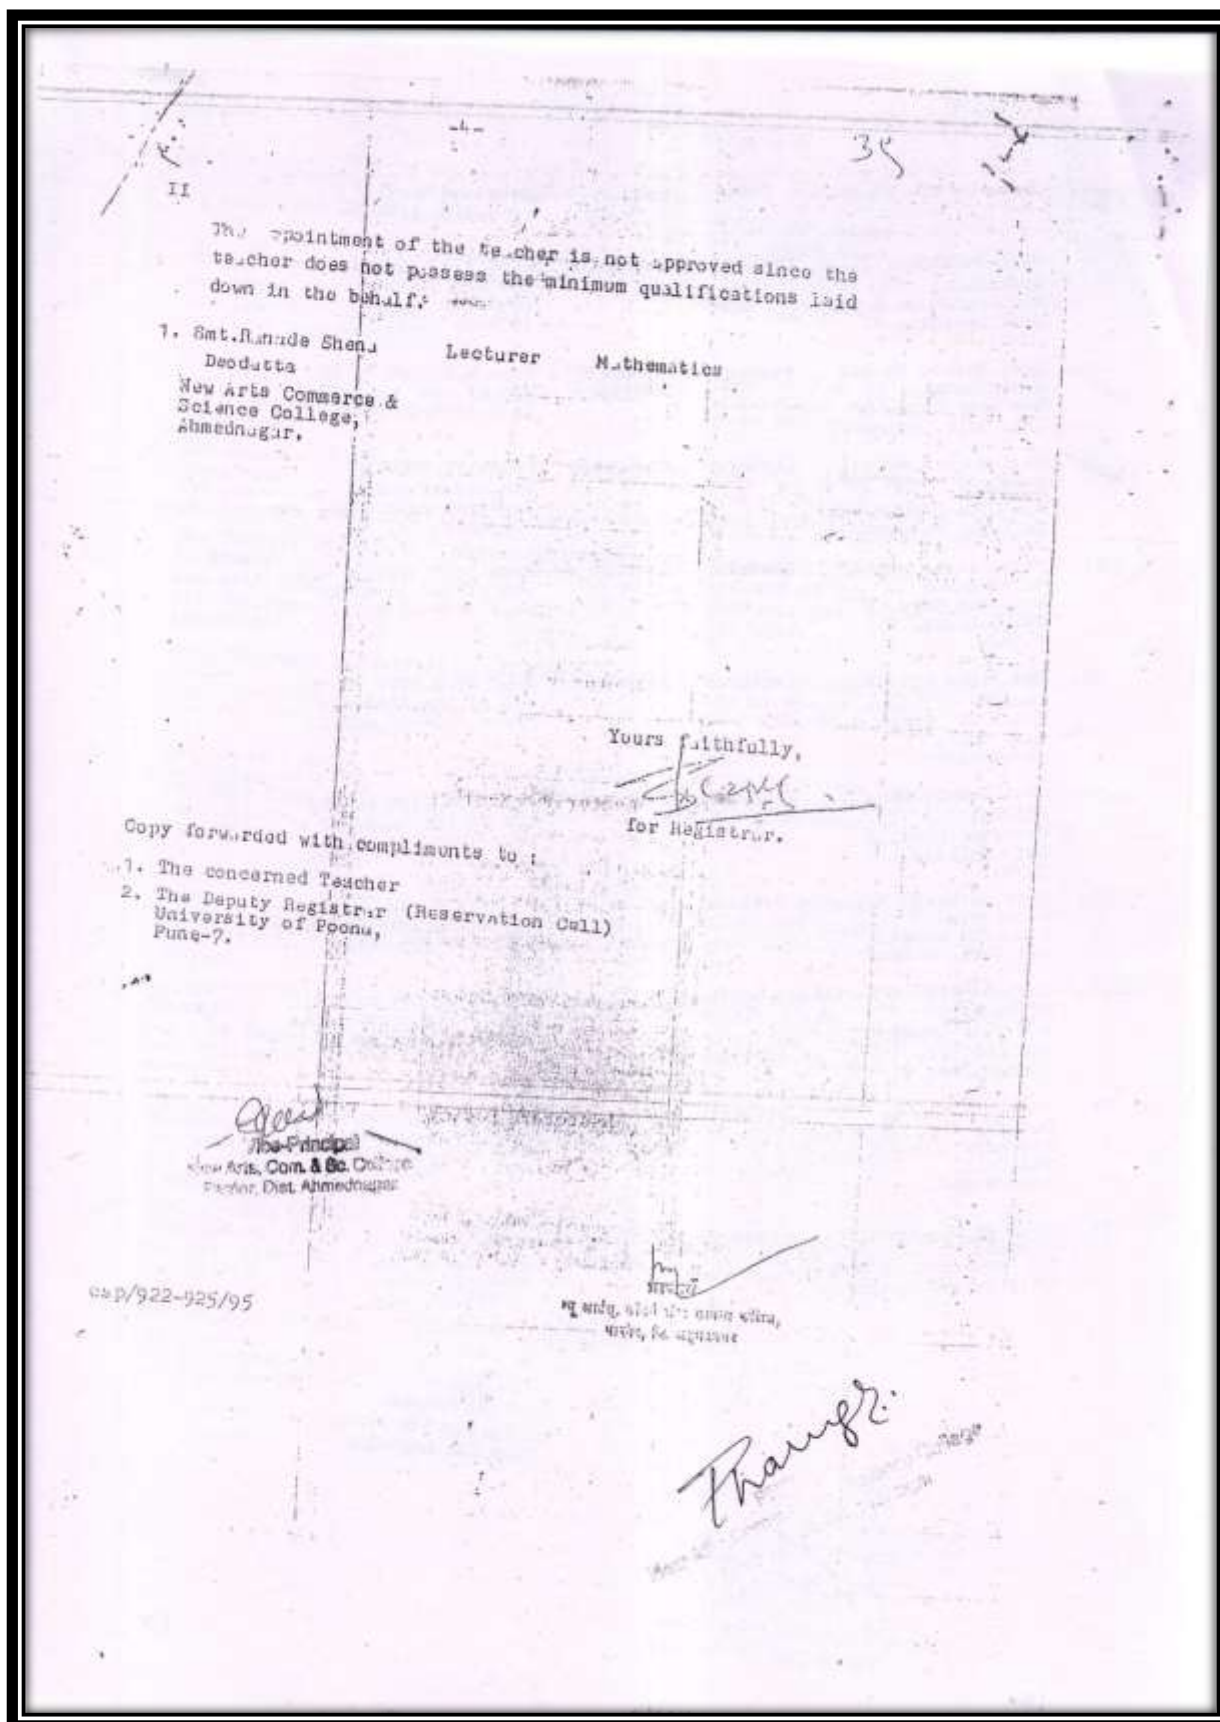 -4-
35
II
The appointment of the teacher is not approved since the
teacher does not possess the minimum qualifications laid
down in the behalf.
1. Smt.Ranade Shena Lecturer Mathematics
Deodatta
New Arts Commerce &
Science College,
Ahmednagar,
Yours faithfully,
for Registrar.
Copy forwarded with compliments to :
1. The concerned Teacher
2. The Deputy Registrar (Reservation Cell)
University of Poona,
Pune-7.
Vice-Principal
New Arts, Com. & Sc. College
Parner, Dist. Ahmednagar
csp/922-925/95